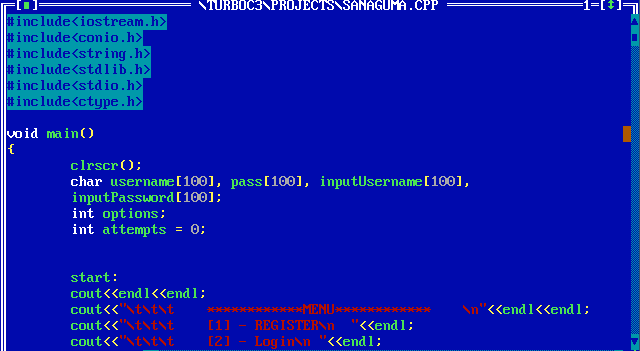 [■] \TURBOC3\PROJECTS\SANAGUMA.CPP 1=[↕]
#include<iostream.h>
#include<conio.h>
#include<string.h>
#include<stdlib.h>
#include<stdio.h>
#include<ctype.h>
void main()
{
clrscr();
char username[100], pass[100], inputUsername[100],
inputPassword[100];
int options;
int attempts = 0;
start:
cout<<endl<<endl;
cout<<"\t\t\t    ************MENU************    \n"<<endl<<endl;
cout<<"\t\t\t    [1] - REGISTER\n  "<<endl;
cout<<"\t\t\t    [2] - Login\n "<<endl;